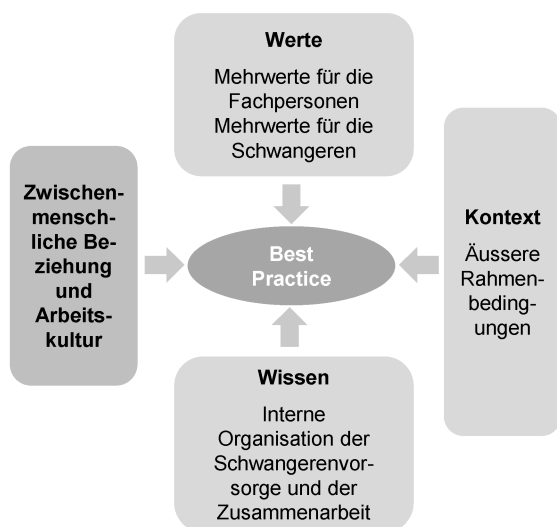 Werte
Mehrwerte für die
Fachpersonen
Mehrwerte für die
Schwangeren
Zwischen-
mensch-
liche Be-
ziehung
und
Arbeits-
kultur
Best
Practice
Kontext
Äussere
Rahmen-
beding-
ungen
Wissen
Interne
Organisation der
Schwangerenvor-
sorge und der
Zusammenarbeit